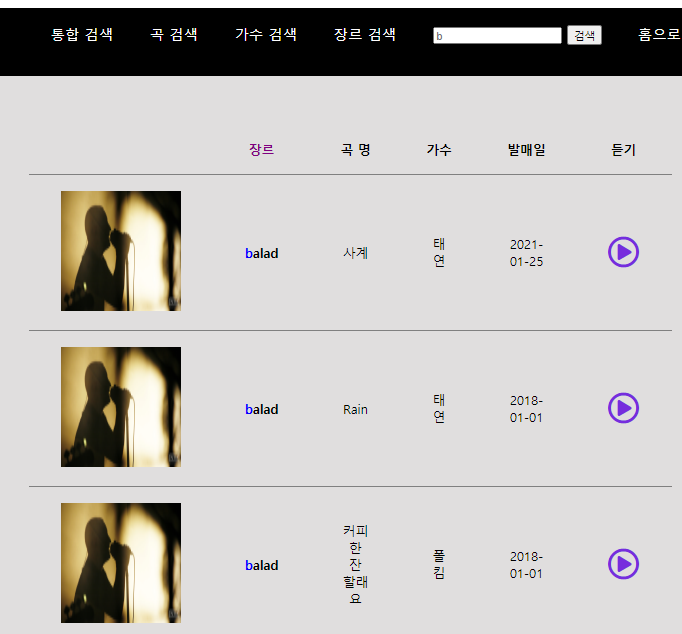 통합 검색 곡 검색 가수 검색 장르 검색 b 검색 홈으로
장르 곡 명 가수 발매일 듣기
balad 사계 태연 2021-01-25
balad Rain 태연 2018-01-01
balad 커피 한 잔 할래요 폴킴 2018-01-01